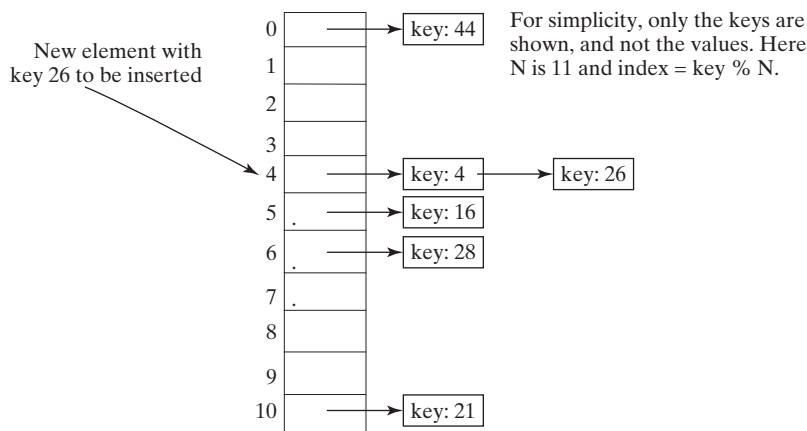 For simplicity, only the keys are
shown, and not the values. Here
N is 11 and index = key % N.
New element with
key 26 to be inserted
0
key: 44
1
2
3
4
key: 4
key: 26
5
.
key: 16
6
.
key: 28
7
.
8
9
10
key: 21